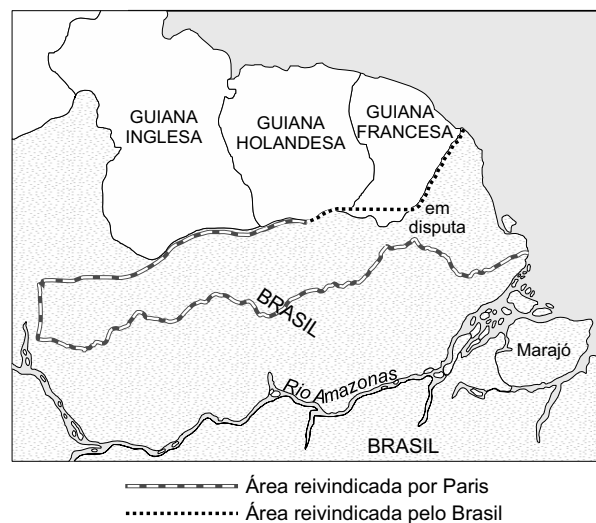 GUIANA
INGLESA
GUIANA
HOLANDESA
GUIANA
FRANCESA
em
disputa
BRASIL
Marajó
Rio Amazonas
BRASIL
Área reivindicada por Paris
Área reivindicada pelo Brasil